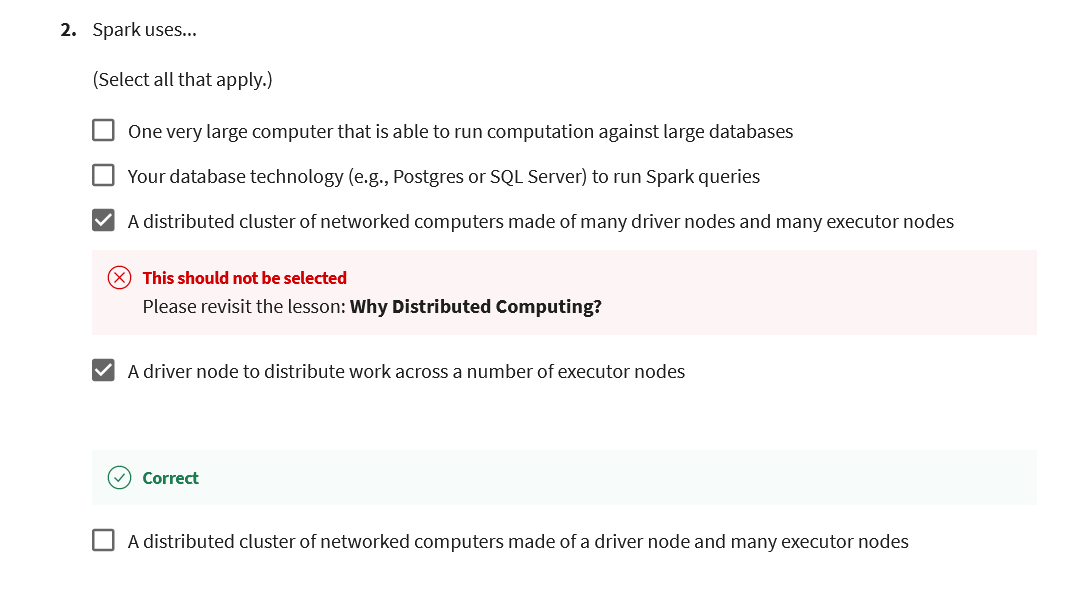 2. Spark uses...
(Select all that apply.)
One very large computer that is able to run computation against large databases
Your database technology (e.g., Postgres or SQL Server) to run Spark queries
A distributed cluster of networked computers made of many driver nodes and many executor nodes
This should not be selected
Please revisit the lesson: Why Distributed Computing?
A driver node to distribute work across a number of executor nodes
Correct
A distributed cluster of networked computers made of a driver node and many executor nodes